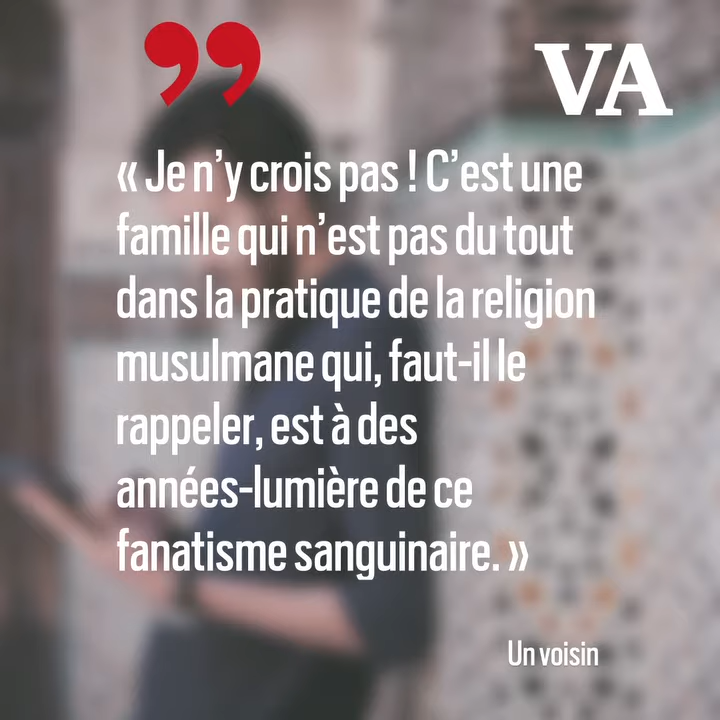 VA
« Je n’y crois pas ! C’est une
famille qui n’est pas du tout
dans la pratique de la religion
musulmane qui, faut-il le
rappeler, est à des
années-lumière de ce
fanatisme sanguinaire. »
Un voisin